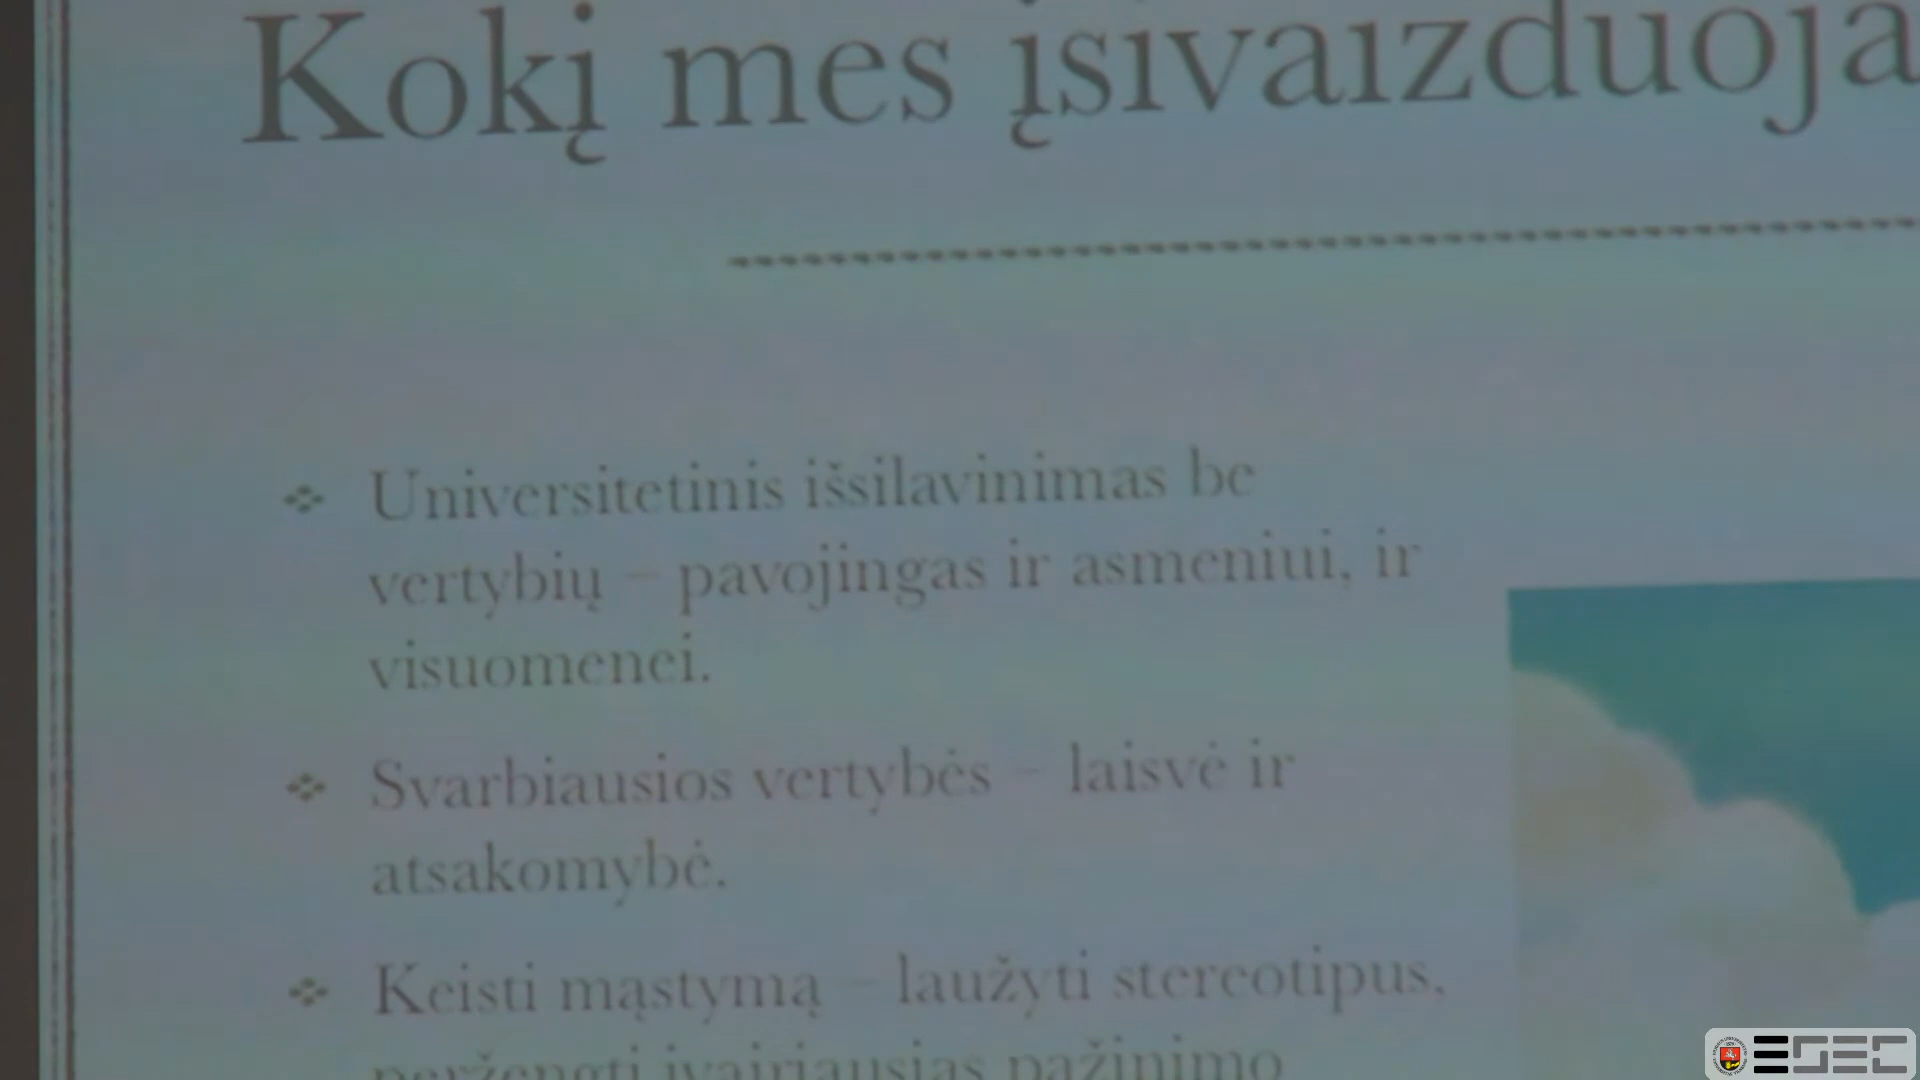 Kokį mes įsivaizduoja
Universitetinis išsilavinimas be
vertybių – pavojingas ir asmeniui, ir
visuomenei.
Svarbiausios vertybės – laisvė ir
atsakomybė.
Keisti mąstymą – laužyti stereotipus,
peržengti įvairiausias pažinimo
ESEC